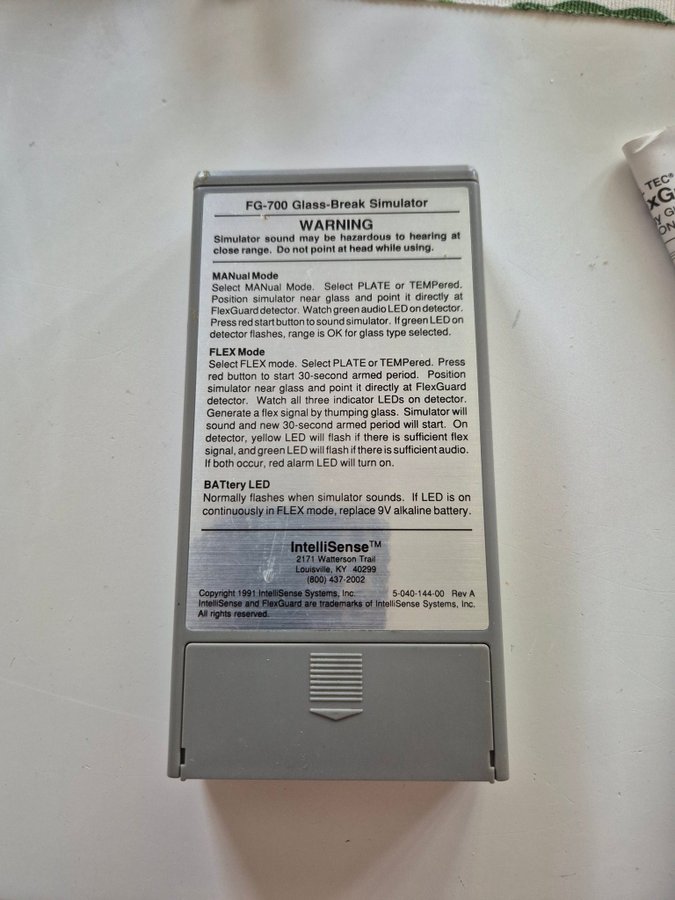 FG-700 Glass-Break Simulator
WARNING
Simulator sound may be hazardous to hearing at
close range. Do not point at head while using.
MANual Mode
Select MANual Mode. Select PLATE or TEMPered.
Position simulator near glass and point it directly at
FlexGuard detector. Watch green audio LED on detector.
Press red start button to sound simulator. If green LED on
detector flashes, range is OK for glass type selected.
FLEX Mode
Select FLEX mode. Select PLATE or TEMPered. Press
red button to start 30-second armed period. Position
simulator near glass and point it directly at FlexGuard
detector. Watch all three indicator LEDs on detector.
Generate a flex signal by thumping glass. Simulator will
sound and new 30-second armed period will start. On
detector, yellow LED will flash if there is sufficient flex
signal, and green LED will flash if there is sufficient audio.
If both occur, red alarm LED will turn on.
BATtery LED
Normally flashes when simulator sounds. If LED is on
continuously in FLEX mode, replace 9V alkaline battery.
IntelliSense™
2171 Watterson Trail
Louisville, KY 40299
(800) 437-2002
Copyright 1991 IntelliSense Systems, Inc. 5-040-144-00 Rev A
IntelliSense and FlexGuard are trademarks of IntelliSense Systems, Inc.
All rights reserved.
TEC®